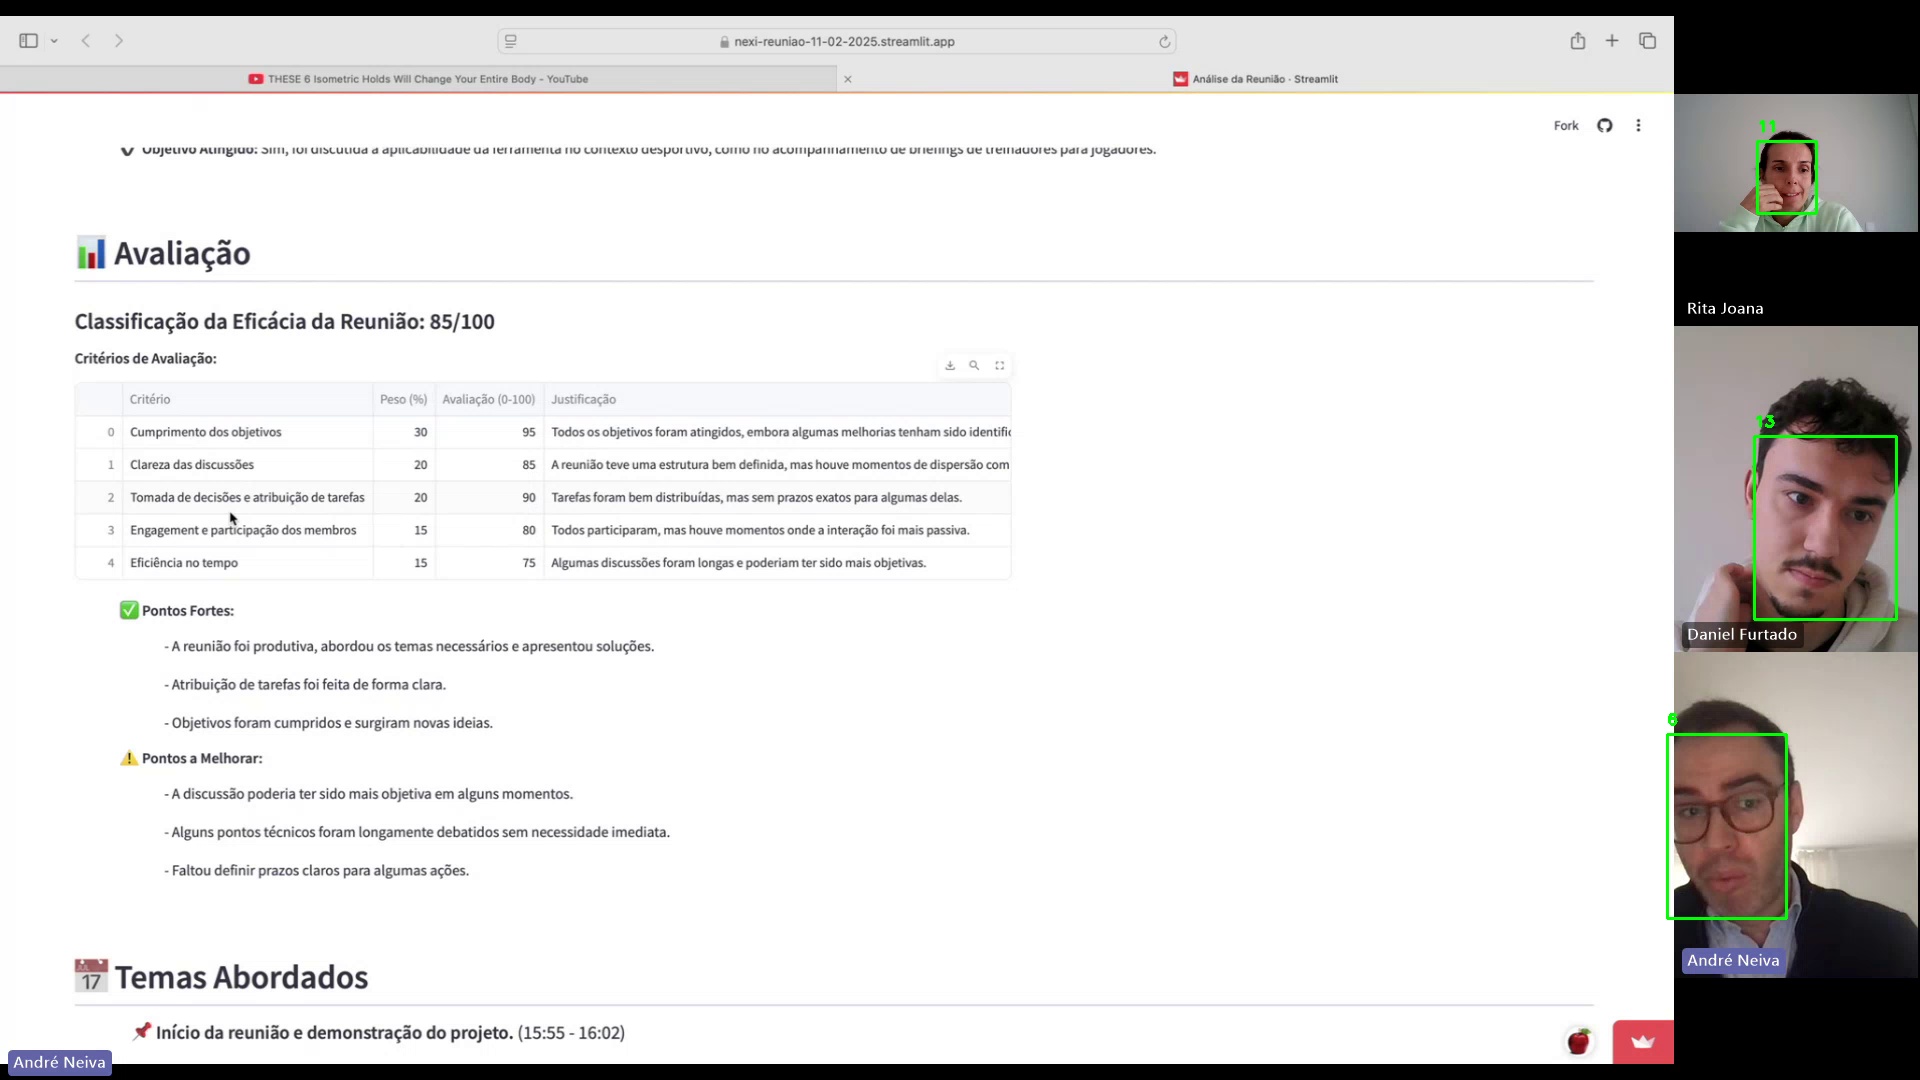 nexi-reuniao-11-02-2025.streamlit.app
THESE 6 Isometric Holds Will Change Your Entire Body - YouTube
Análise da Reunião · Streamlit
Fork
Objetivo Atingido: Sim, foi discutida a aplicabilidade da ferramenta no contexto desportivo, como no acompanhamento de briefings de treinadores para jogadores.
Avaliação
Classificação da Eficácia da Reunião: 85/100
Critérios de Avaliação:
Critério Peso (%) Avaliação (0-100) Justificação
0 Cumprimento dos objetivos 30 95 Todos os objetivos foram atingidos, embora algumas melhorias tenham sido identific
1 Clareza das discussões 20 85 A reunião teve uma estrutura bem definida, mas houve momentos de dispersão com
2 Tomada de decisões e atribuição de tarefas 20 90 Tarefas foram bem distribuídas, mas sem prazos exatos para algumas delas.
3 Engagement e participação dos membros 15 80 Todos participaram, mas houve momentos onde a interação foi mais passiva.
4 Eficiência no tempo 15 75 Algumas discussões foram longas e poderiam ter sido mais objetivas.
Pontos Fortes:
- A reunião foi produtiva, abordou os temas necessários e apresentou soluções.
- Atribuição de tarefas foi feita de forma clara.
- Objetivos foram cumpridos e surgiram novas ideias.
Pontos a Melhorar:
- A discussão poderia ter sido mais objetiva em alguns momentos.
- Alguns pontos técnicos foram longamente debatidos sem necessidade imediata.
- Faltou definir prazos claros para algumas ações.
17
Temas Abordados
Início da reunião e demonstração do projeto. (15:55 - 16:02)
André Neiva
11
Rita Joana
13
Daniel Furtado
6
André Neiva